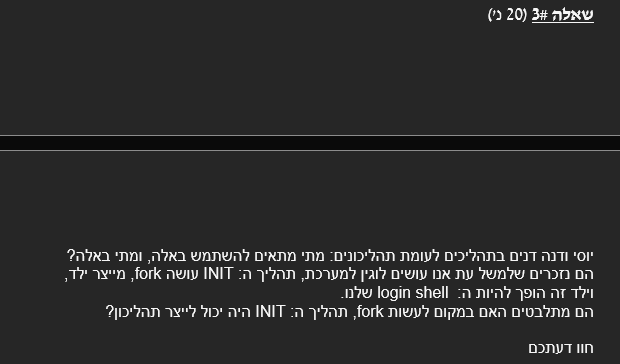 שאלה #3 (20 נ')
יוסי ודנה דנים בתהליכים לעומת תהליכונים: מתי מתאים להשתמש באלה, ומתי באלה?
הם נזכרים שלמשל עת אנו עושים לוגין למערכת, תהליך ה: INIT עושה fork, מייצר ילד,
וילד זה הופך להיות ה: login shell שלנו.
הם מתלבטים האם במקום לעשות fork, תהליך ה: INIT היה יכול לייצר תהליכון?
חוו דעתכם